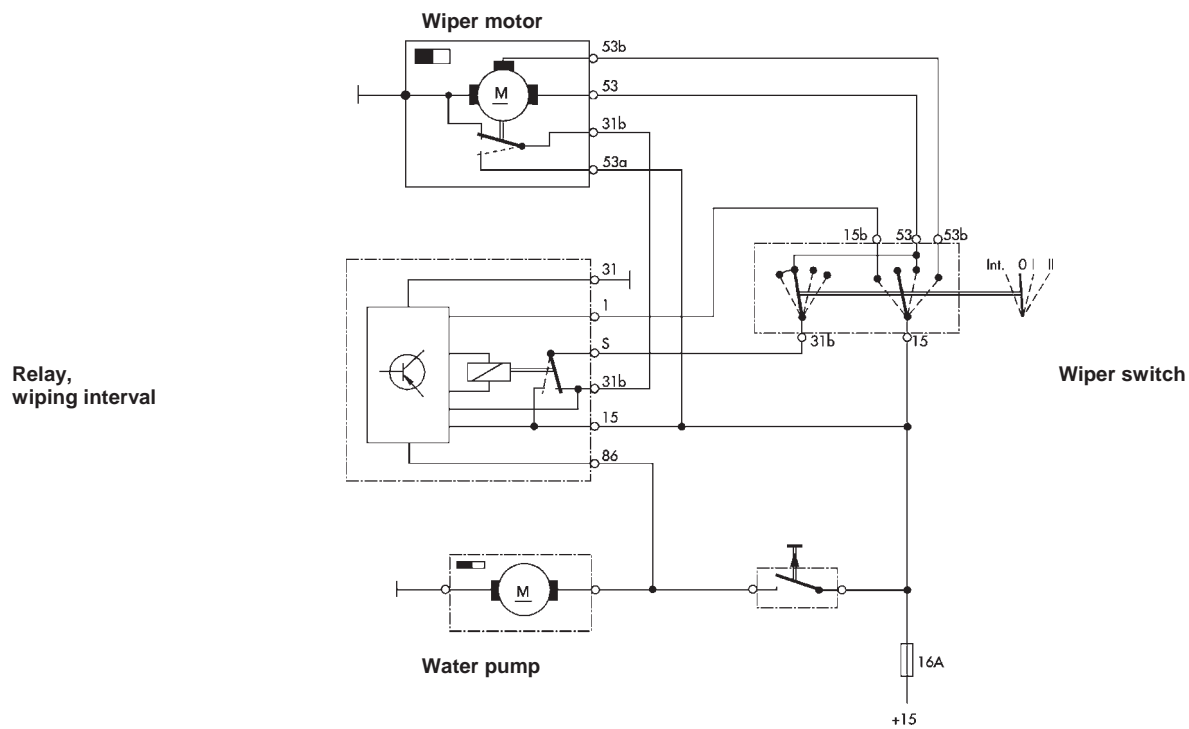 Wiper motor
M
53b
53
31b
53a
15b
53
53b
Int.
0
I
II
31b
15
31
1
S
31b
15
86
Relay,
wiping interval
Wiper switch
M
Water pump
16A
+15